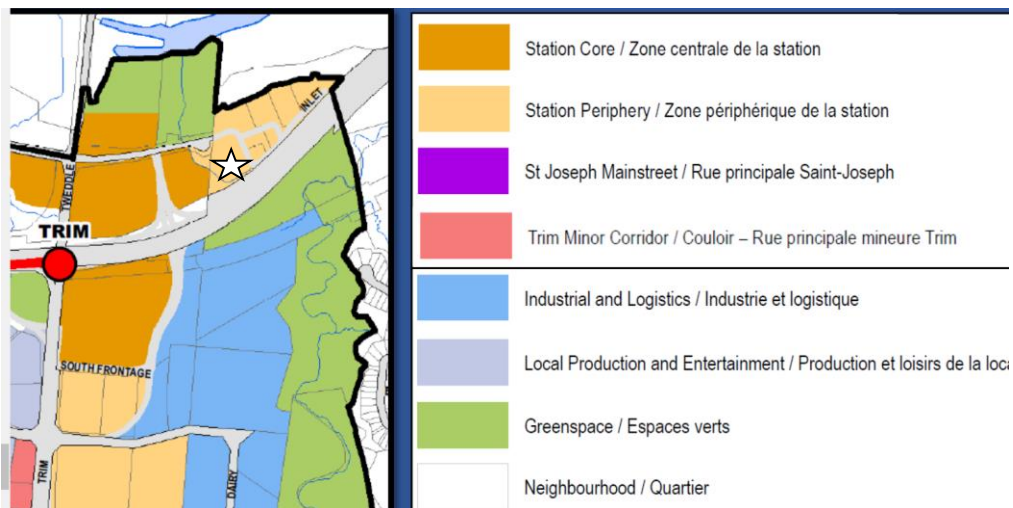 INLET
TWEDDLE
TRIM
SOUTH FRONTAGE
TRIM
DAIRY
Station Core / Zone centrale de la station
Station Periphery / Zone périphérique de la station
St Joseph Mainstreet / Rue principale Saint-Joseph
Trim Minor Corridor / Couloir – Rue principale mineure Trim
Industrial and Logistics / Industrie et logistique
Local Production and Entertainment / Production et loisirs de la loca
Greenspace / Espaces verts
Neighbourhood / Quartier